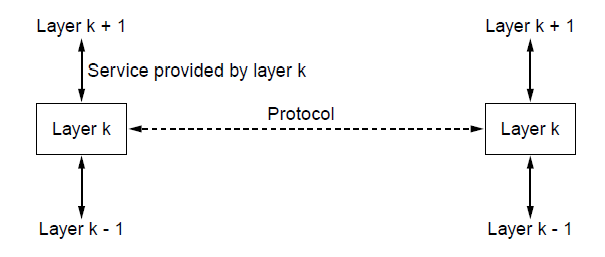 Layer k + 1
Layer k + 1
Service provided by layer k
Protocol
Layer k
Layer k
Layer k - 1
Layer k - 1